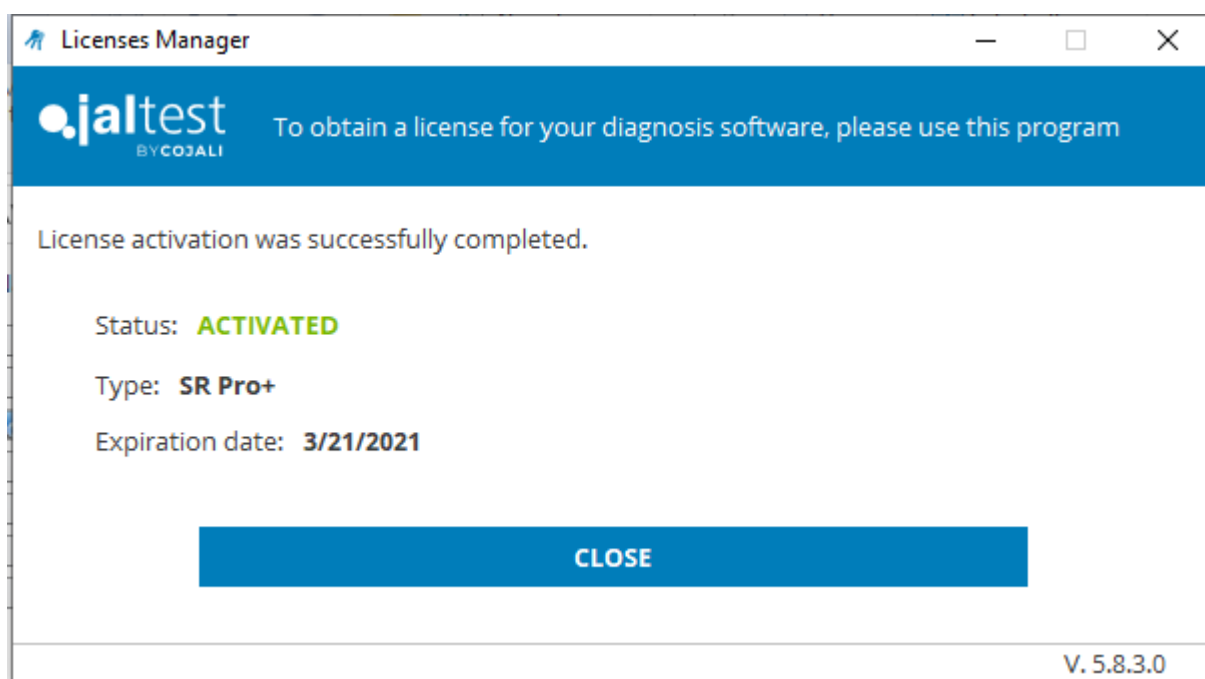 Licenses Manager
jaltest
BY COJALI
To obtain a license for your diagnosis software, please use this program
License activation was successfully completed.
Status: ACTIVATED
Type: SR Pro+
Expiration date: 3/21/2021
CLOSE
V. 5.8.3.0